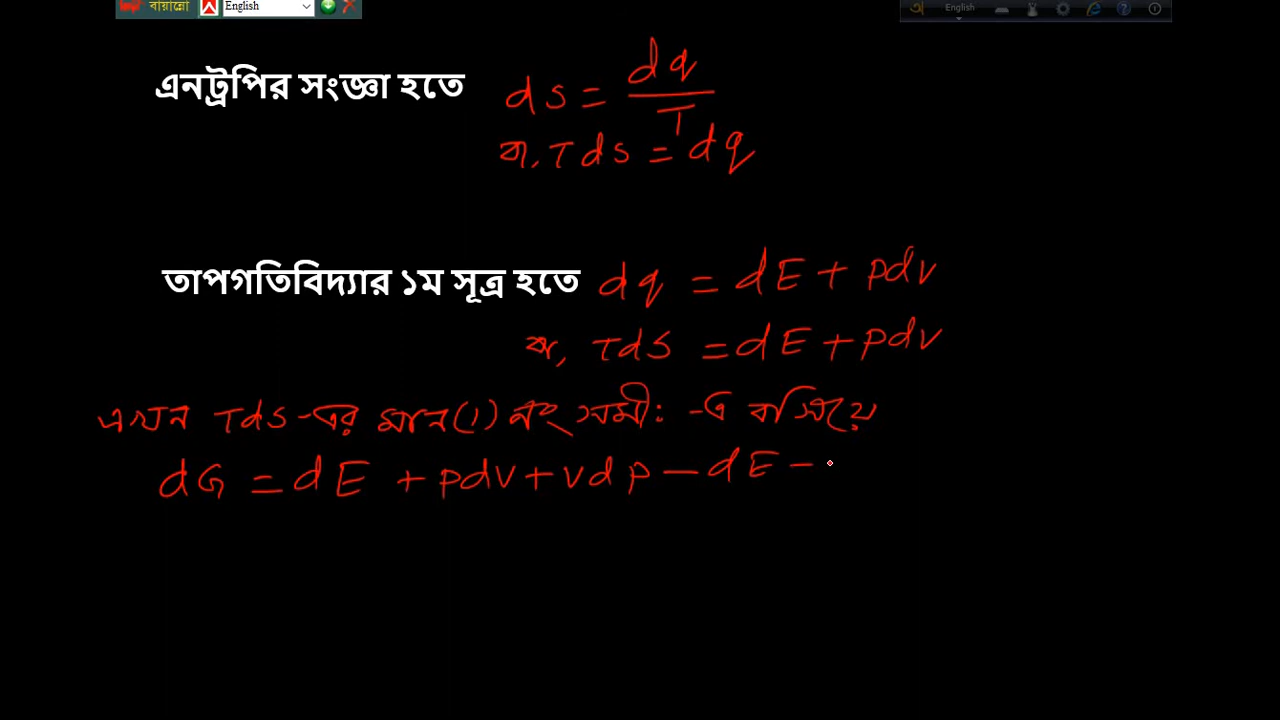 বায়ান্নো English English
এনট্রপির সংজ্ঞা হতে ds = dq/T
বা, Tds = dq
তাপগতিবিদ্যার ১ম সূত্র হতে dq = dE + pdv
বা, Tds = dE + pdv
এখন Tds-এর মান (১) নং সমী: -এ বসিয়ে
dG = dE + pdv + vdp - dE -